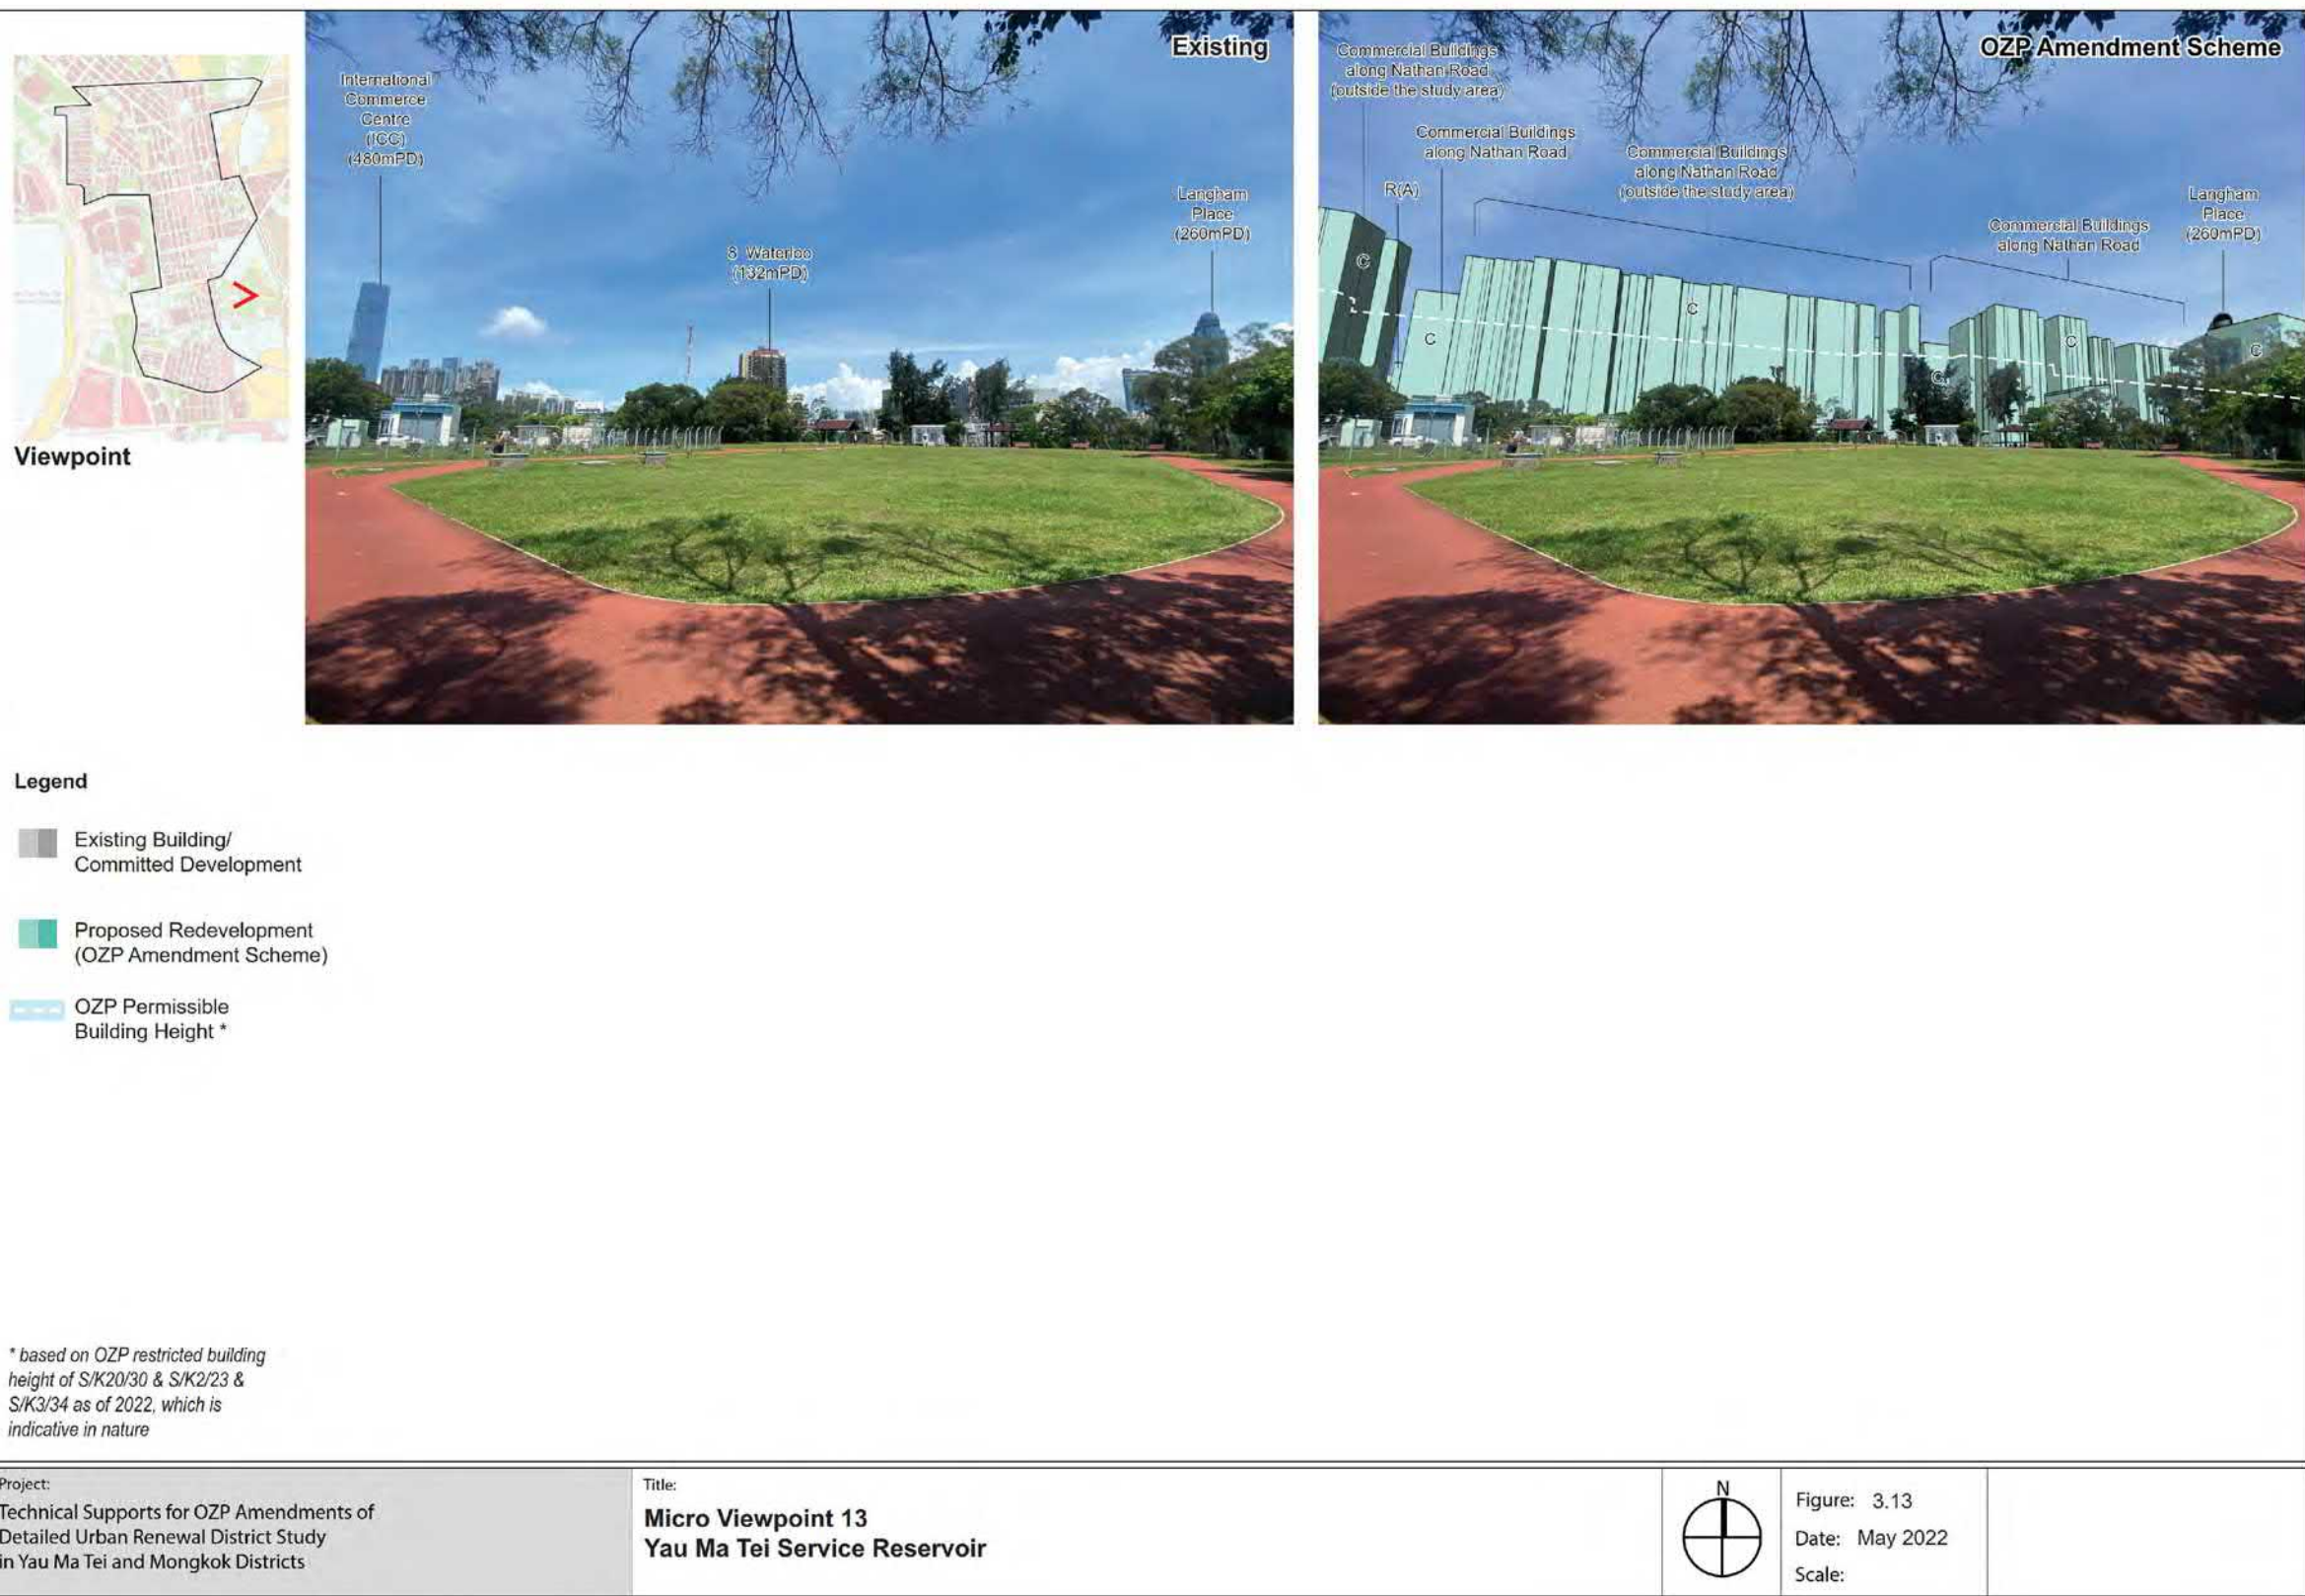 Existing
International
Commerce
Centre
(ICC)
(480mPD)
8 Waterloo
(132mPD)
Langham
Place
(260mPD)
OZP Amendment Scheme
Commercial Buildings
along Nathan Road
(outside the study area)
Commercial Buildings
along Nathan Road
R(A)
Commercial Buildings
along Nathan Road
(outside the study area)
Commercial Buildings
along Nathan Road
Langham
Place
(260mPD)
C
C
C
C
C
C
Viewpoint
Legend
Existing Building/
Committed Development
Proposed Redevelopment
(OZP Amendment Scheme)
OZP Permissible
Building Height *
* based on OZP restricted building
height of S/K20/30 & S/K2/23 &
S/K3/34 as of 2022, which is
indicative in nature
Project:
Technical Supports for OZP Amendments of
Detailed Urban Renewal District Study
in Yau Ma Tei and Mongkok Districts
Title:
Micro Viewpoint 13
Yau Ma Tei Service Reservoir
N
Figure: 3.13
Date: May 2022
Scale: